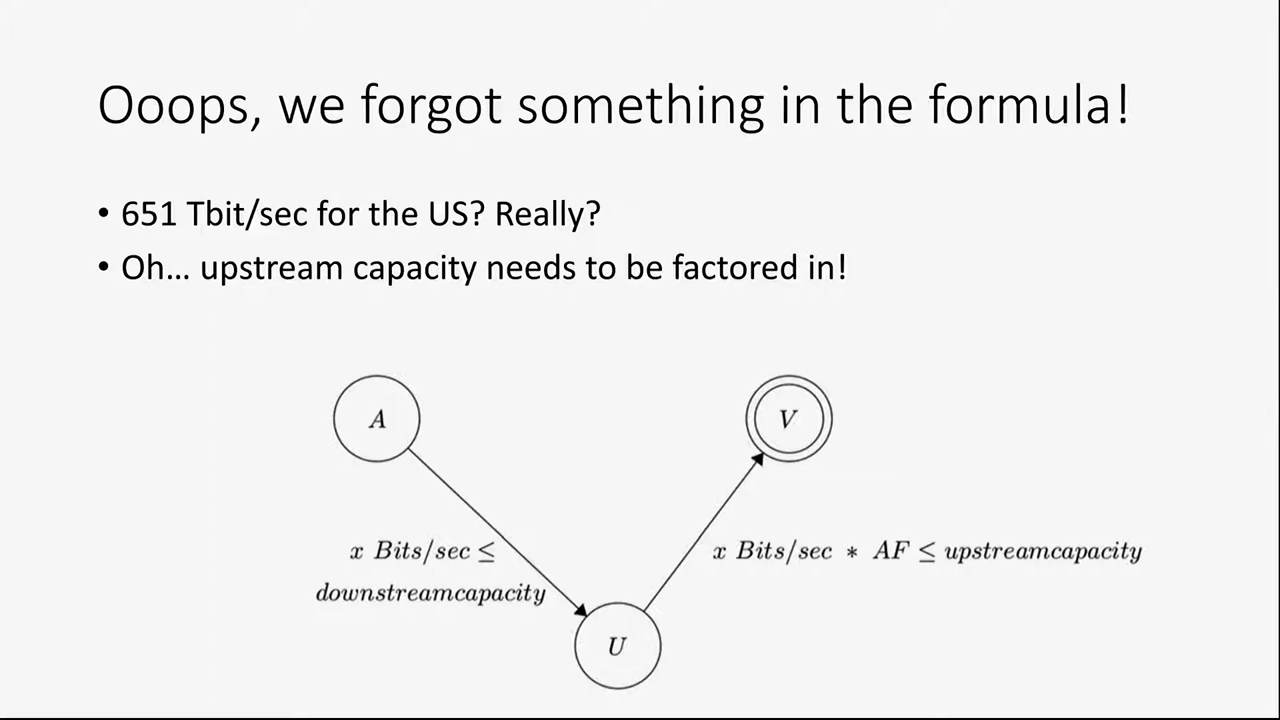 Ooops, we forgot something in the formula!
• 651 Tbit/sec for the US? Really?
• Oh... upstream capacity needs to be factored in!
A
V
x Bits/sec ≤
downstreamcapacity
x Bits/sec * AF ≤ upstreamcapacity
U